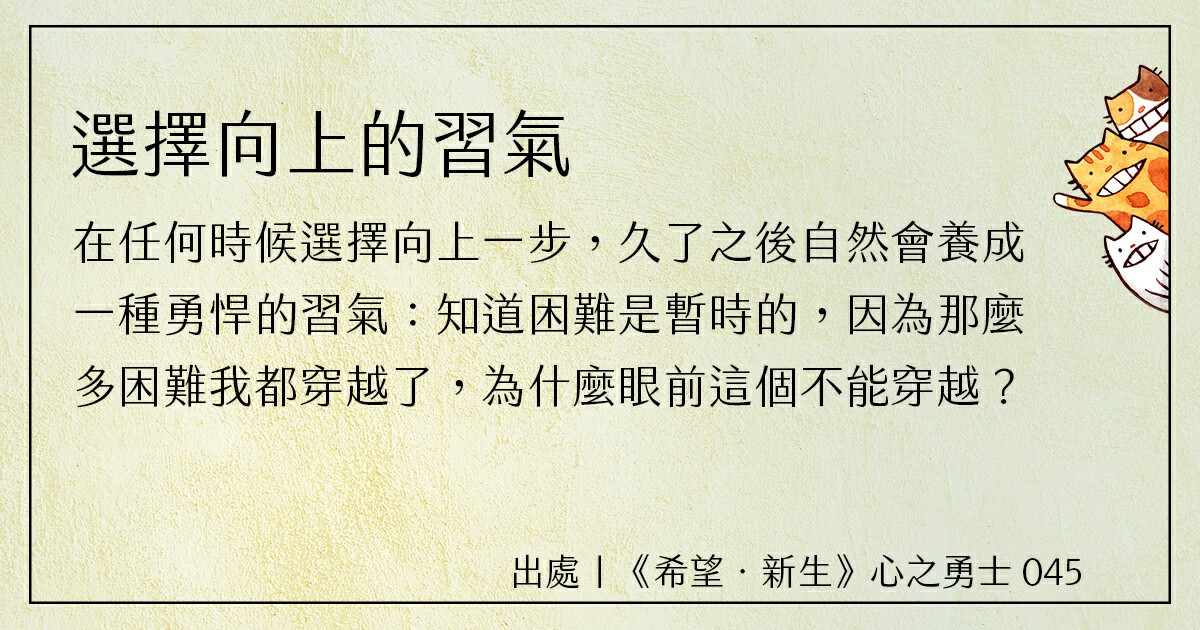 選擇向上的習氣
在任何時候選擇向上一步，久了之後自然會養成
一種勇悍的習氣：知道困難是暫時的，因為那麼
多困難我都穿越了，為什麼眼前這個不能穿越？
出處｜《希望．新生》心之勇士 045